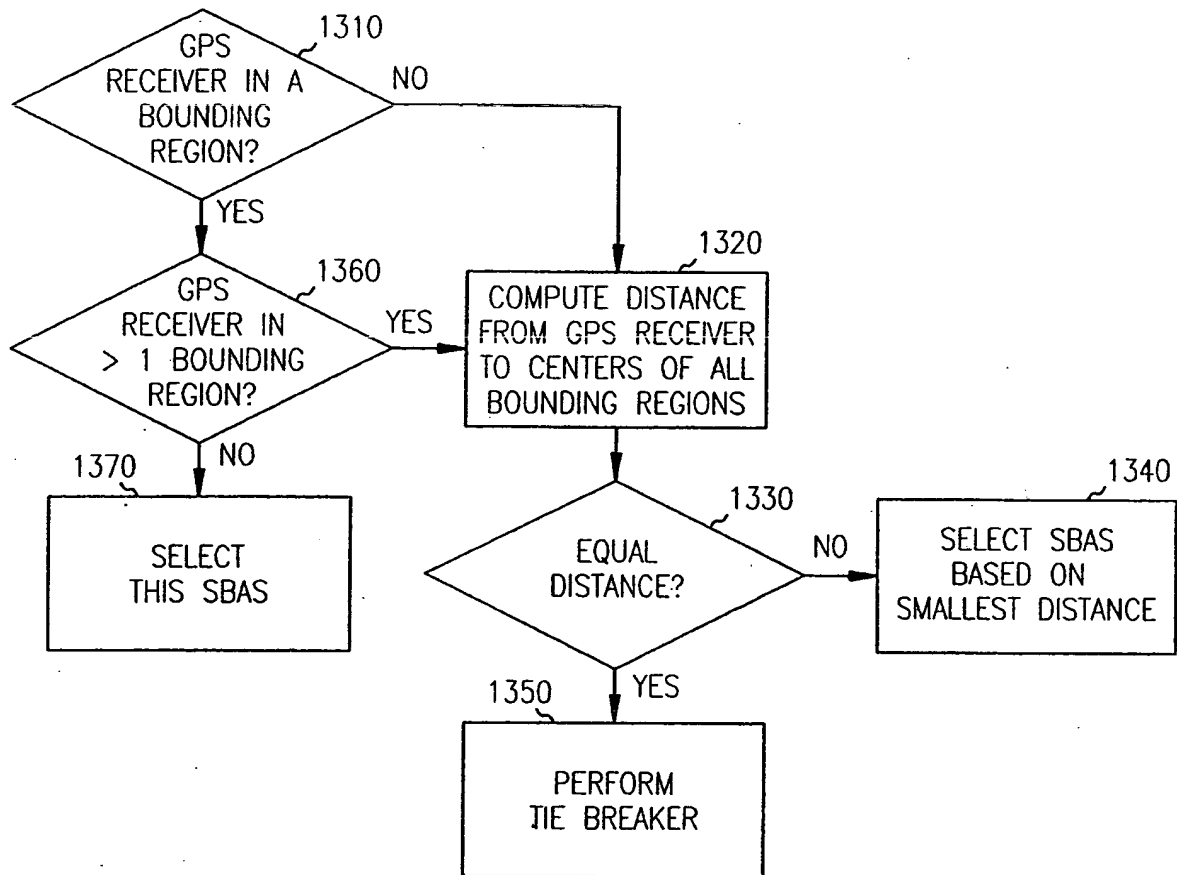 1310
GPS
RECEIVER IN A
BOUNDING
REGION?
NO
YES
1360
GPS
RECEIVER IN
> 1 BOUNDING
REGION?
YES
NO
1320
COMPUTE DISTANCE
FROM GPS RECEIVER
TO CENTERS OF ALL
BOUNDING REGIONS
1370
SELECT
THIS SBAS
1330
EQUAL
DISTANCE?
NO
YES
1340
SELECT SBAS
BASED ON
SMALLEST DISTANCE
1350
PERFORM
TIE BREAKER